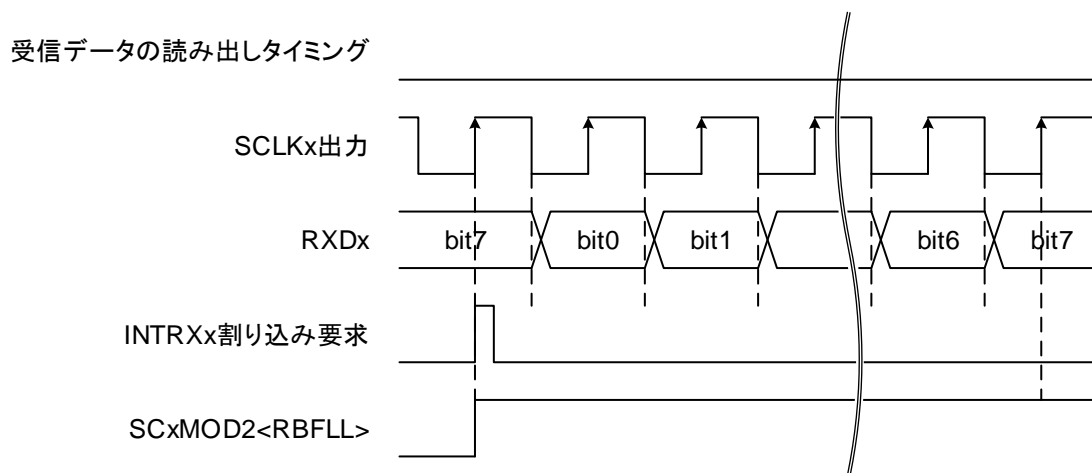 受信データの読み出しタイミング
SCLKx出力
RXDx bit7 bit0 bit1 bit6 bit7
INTRXx割り込み要求
SCxMOD2<RBFLL>